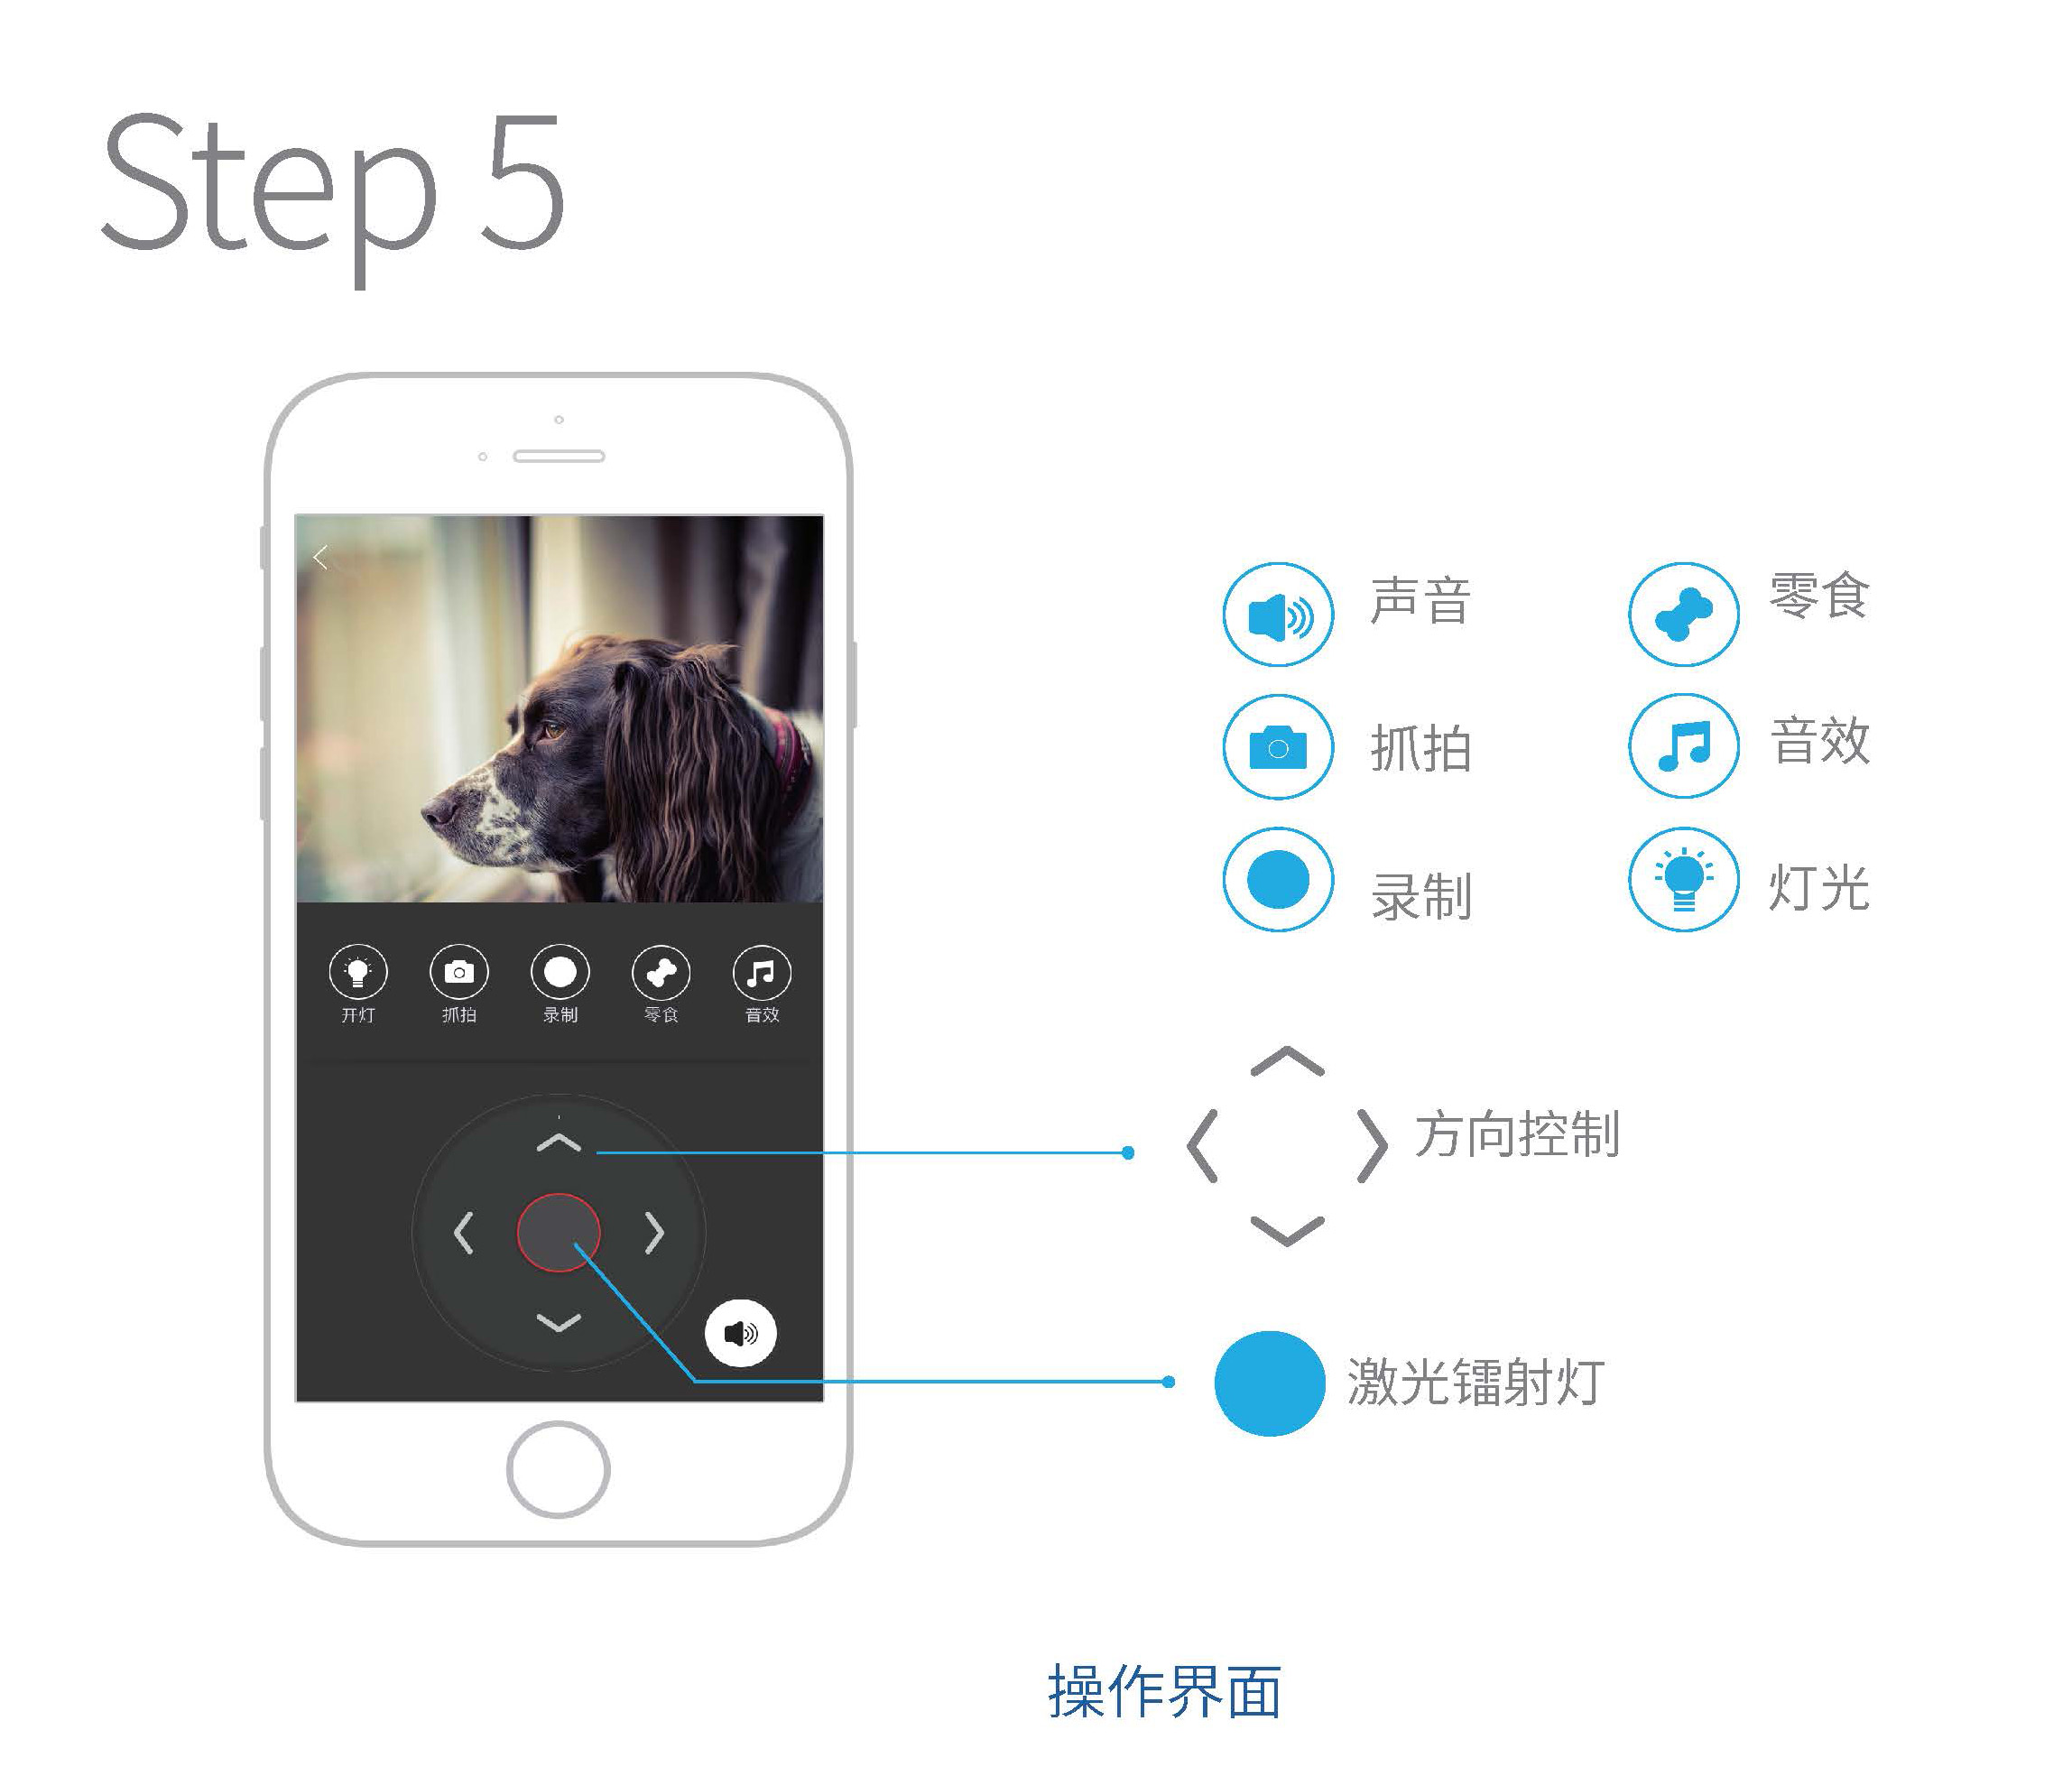 Step 5
开灯 抓拍 录制 零食 音效
声音 零食
抓拍 音效
录制 灯光
方向控制
激光镭射灯
操作界面